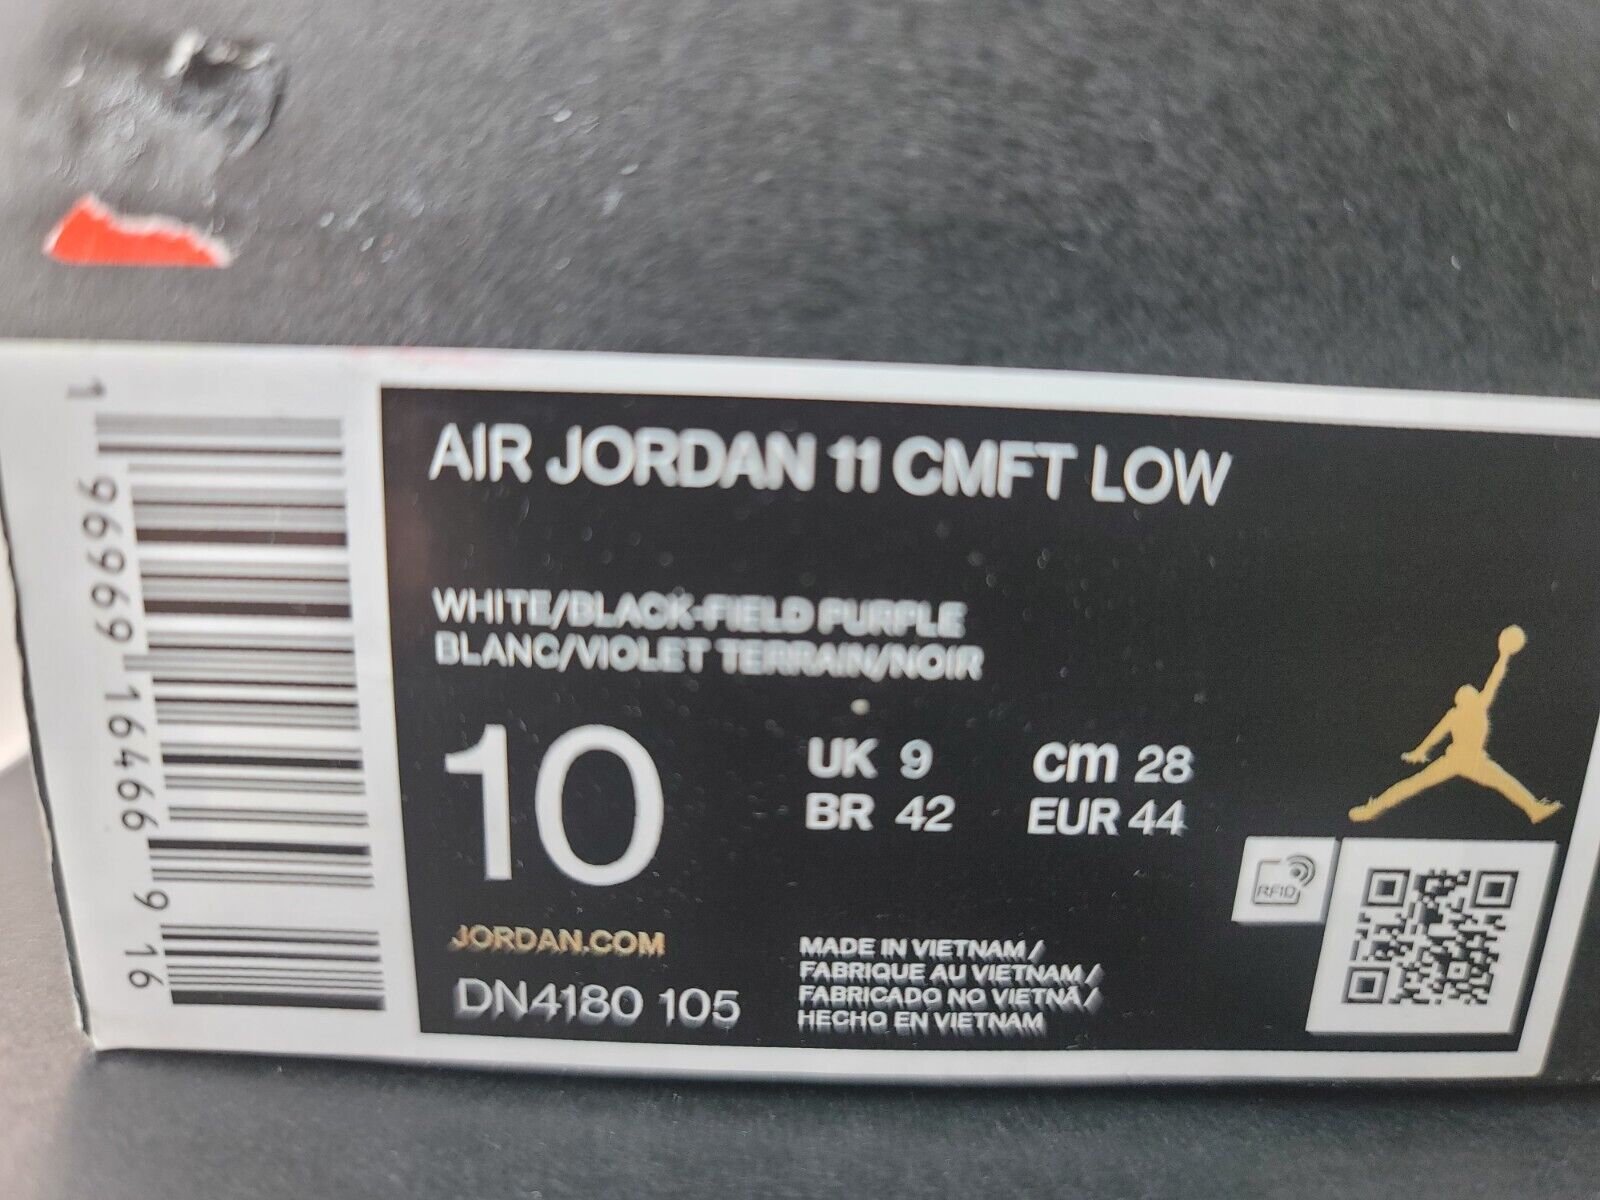 AIR JORDAN 11 CMFT LOW
WHITE/BLACK-FIELD PURPLE
BLANC/VIOLET TERRAIN/NOIR
10
UK 9
cm 28
BR 42
EUR 44
JORDAN.COM
DN4180 105
MADE IN VIETNAM /
FABRIQUE AU VIETNAM /
FABRICADO NO VIETNÃ /
HECHO EN VIETNAM
RFID
1 96969 16466 9 16